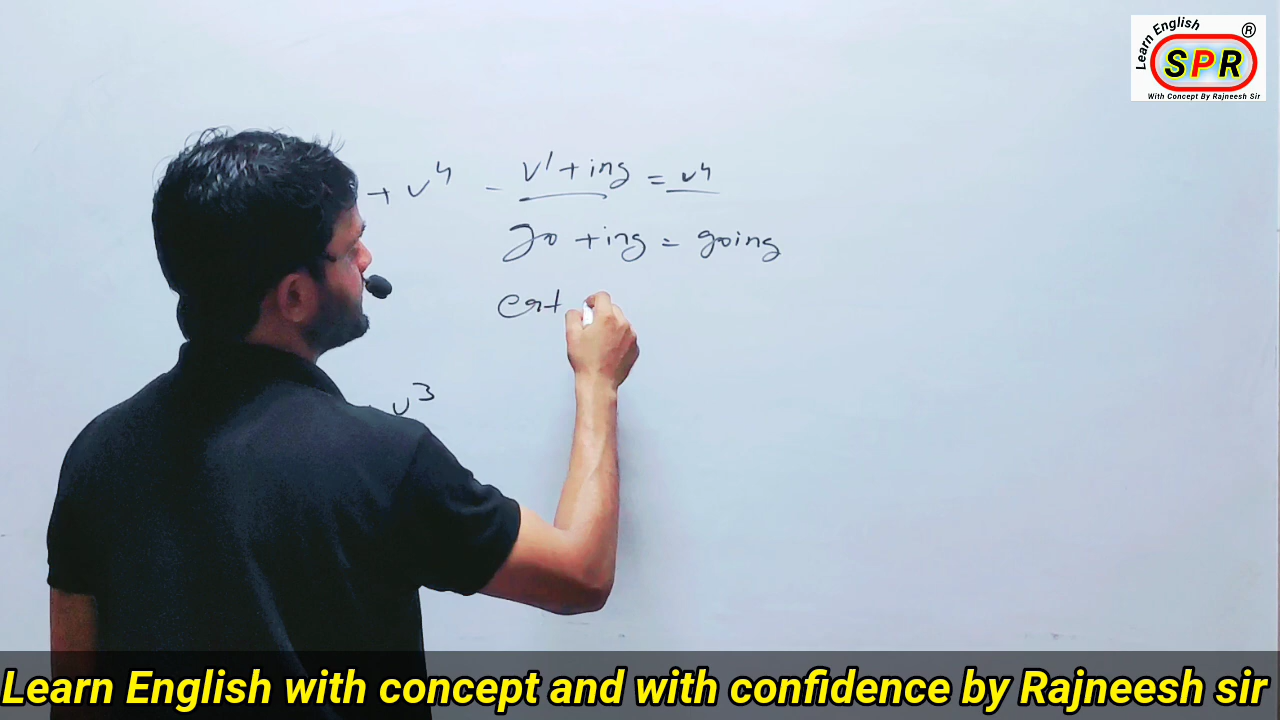 Learn English ®
SPR
With Concept By Rajneesh Sir
+ v⁴ - v¹ + ing = v⁴
go + ing = going
eat
v³
Learn English with concept and with confidence by Rajneesh sir